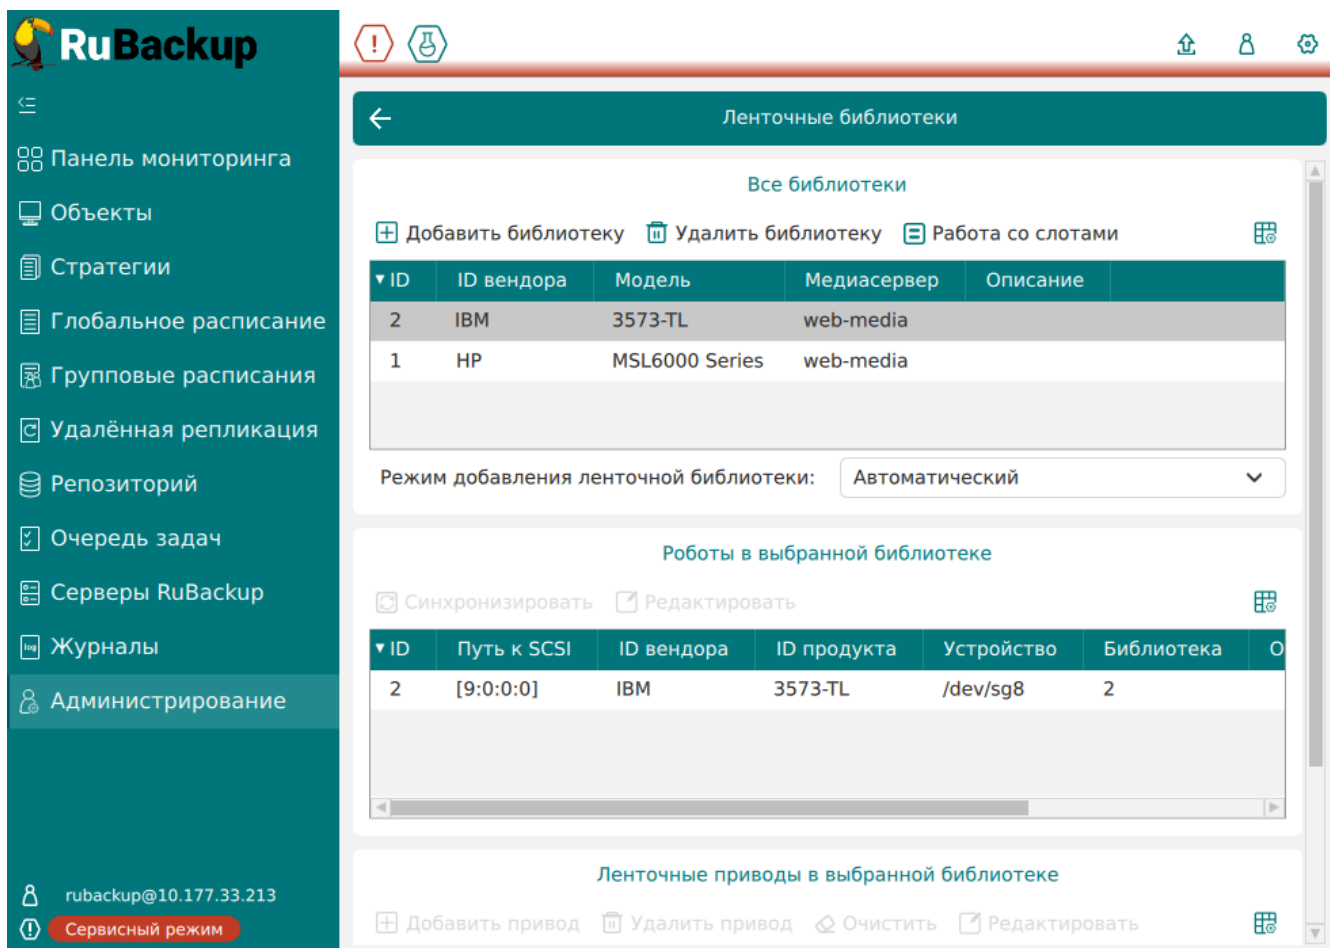 RuBackup
Панель мониторинга
Объекты
Стратегии
Глобальное расписание
Групповые расписания
Удалённая репликация
Репозиторий
Очередь задач
Серверы RuBackup
log Журналы
Администрирование
rubackup@10.177.33.213
Сервисный режим
Ленточные библиотеки
Все библиотеки
Добавить библиотеку Удалить библиотеку Работа со слотами
ID ID вендора Модель Медиасервер Описание
2 IBM 3573-TL web-media
1 HP MSL6000 Series web-media
Режим добавления ленточной библиотеки: Автоматический
Роботы в выбранной библиотеке
Синхронизировать Редактировать
ID Путь к SCSI ID вендора ID продукта Устройство Библиотека О
2 [9:0:0:0] IBM 3573-TL /dev/sg8 2
Ленточные приводы в выбранной библиотеке
Добавить привод Удалить привод Очистить Редактировать